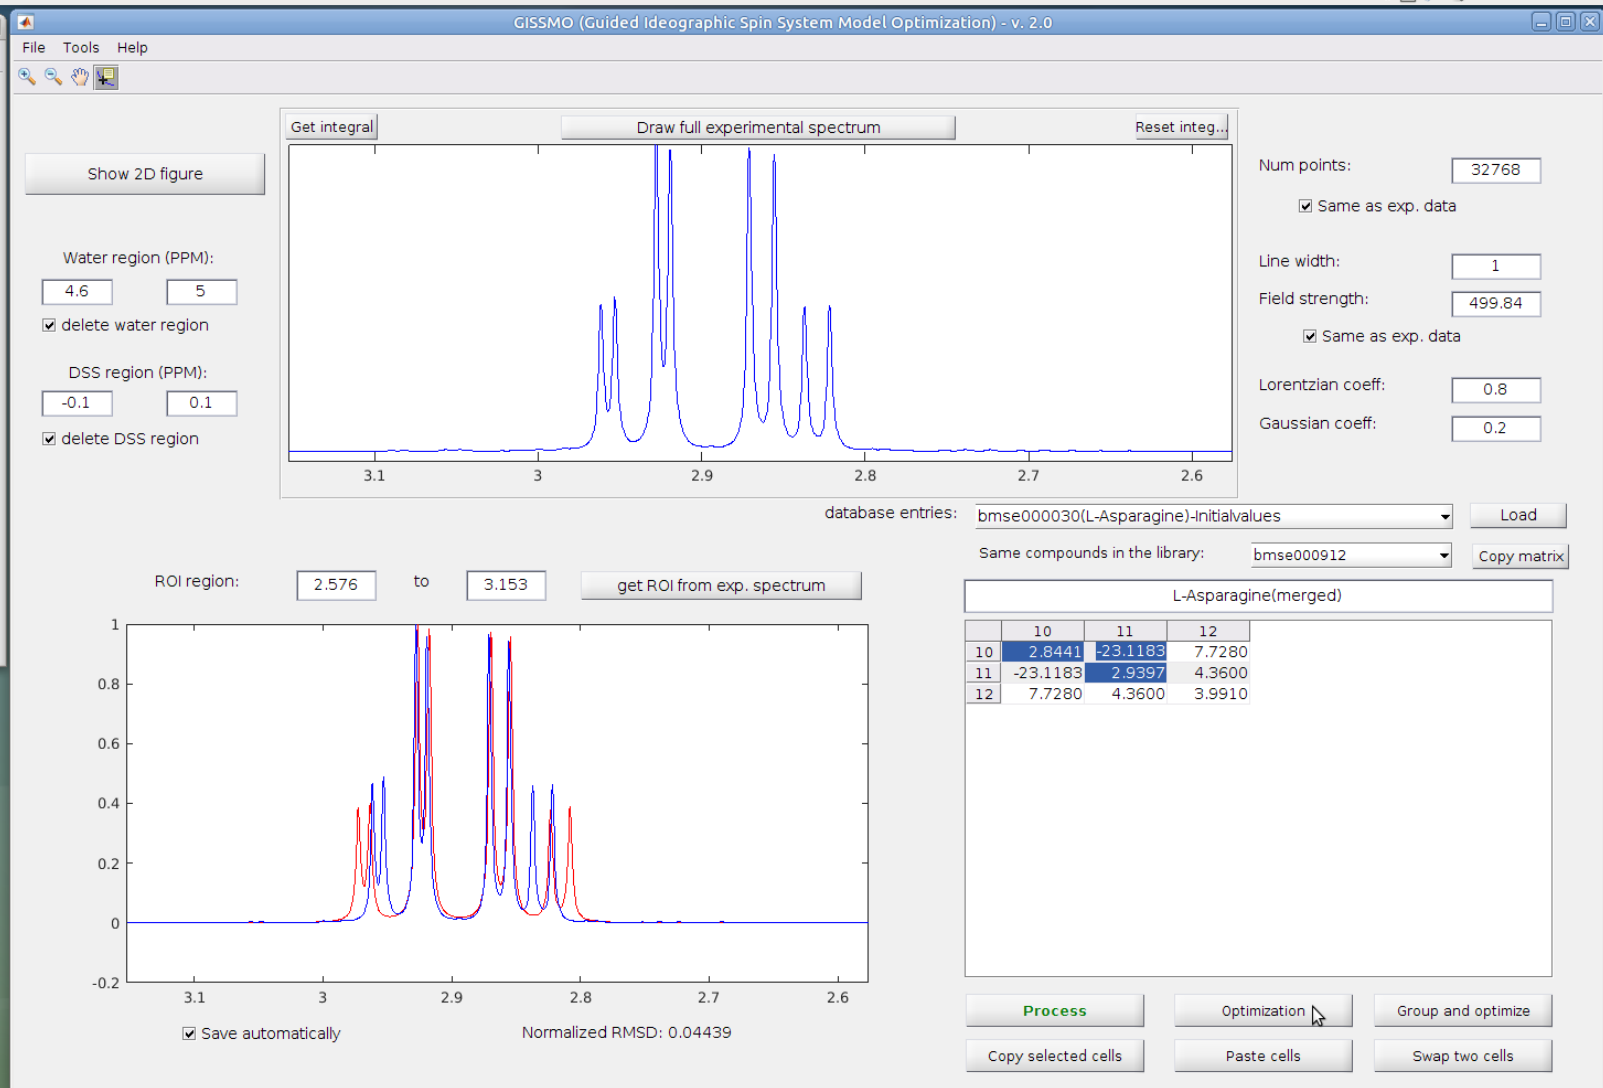 GISSMO (Guided Ideographic Spin System Model Optimization) - v. 2.0
File Tools Help
Get integral Draw full experimental spectrum Reset integ...
Show 2D figure
Num points: 32768
Same as exp. data
Water region (PPM):
4.6 5
delete water region
Line width: 1
Field strength: 499.84
Same as exp. data
DSS region (PPM):
-0.1 0.1
delete DSS region
Lorentzian coeff: 0.8
Gaussian coeff: 0.2
3.1 3 2.9 2.8 2.7 2.6
database entries: bmse000030(L-Asparagine)-Initialvalues Load
Same compounds in the library: bmse000912 Copy matrix
ROI region: 2.576 to 3.153 get ROI from exp. spectrum
L-Asparagine(merged)
10 11 12
10 2.8441 -23.1183 7.7280
11 -23.1183 2.9397 4.3600
12 7.7280 4.3600 3.9910
1
0.8
0.6
0.4
0.2
0
-0.2
3.1 3 2.9 2.8 2.7 2.6
Save automatically Normalized RMSD: 0.04439
Process Optimization Group and optimize
Copy selected cells Paste cells Swap two cells